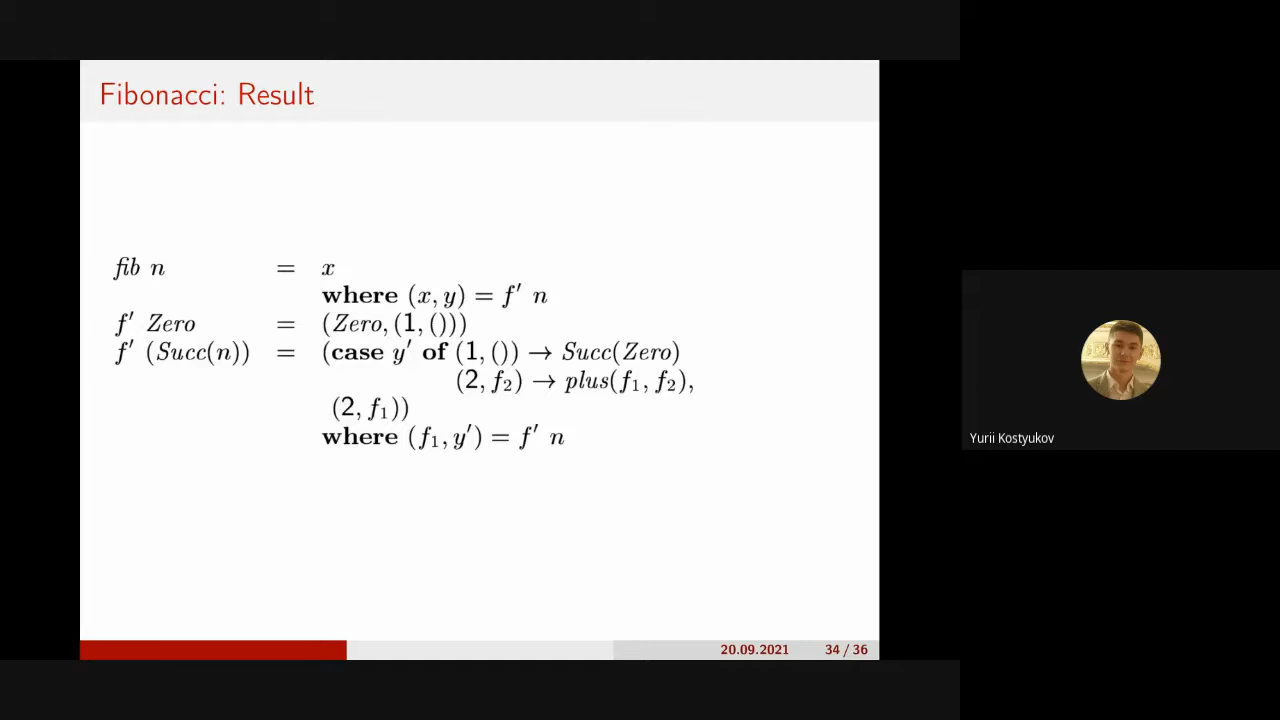 Fibonacci: Result
fib n = x
where (x, y) = f′ n
f′ Zero = (Zero, (1, ()))
f′ (Succ(n)) = (case y′ of (1, ()) → Succ(Zero)
(2, f₂) → plus(f₁, f₂),
(2, f₁))
where (f₁, y′) = f′ n
20.09.2021 34 / 36
Yurii Kostyukov